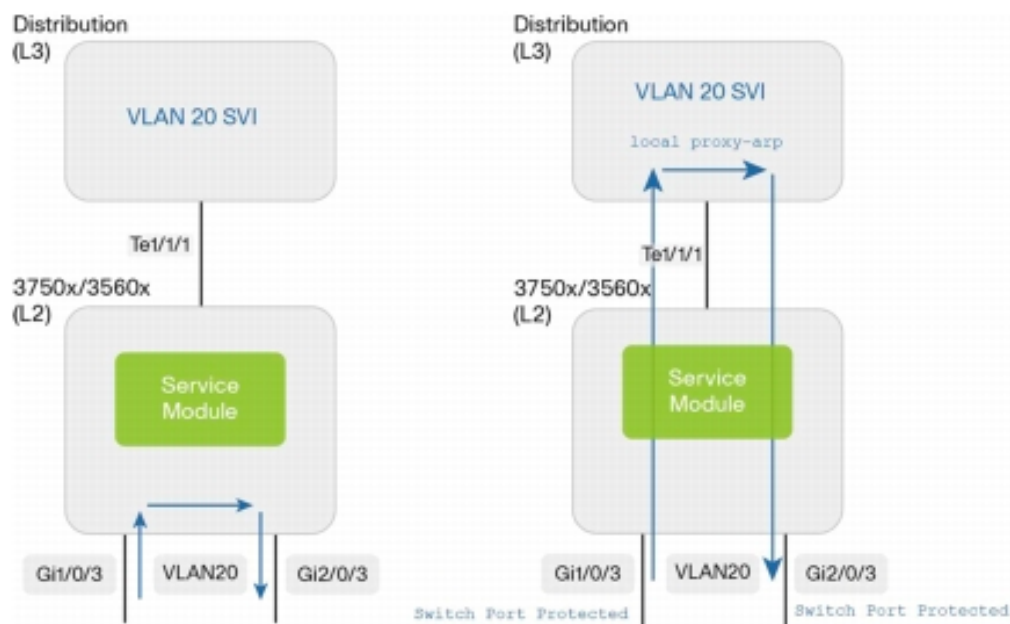 Distribution
(L3)
VLAN 20 SVI
Te1/1/1
3750x/3560x
(L2)
Service
Module
Gi1/0/3
VLAN20
Gi2/0/3
Distribution
(L3)
VLAN 20 SVI
local proxy-arp
Te1/1/1
3750x/3560x
(L2)
Service
Module
Gi1/0/3
VLAN20
Gi2/0/3
Switch Port Protected
Switch Port Protected